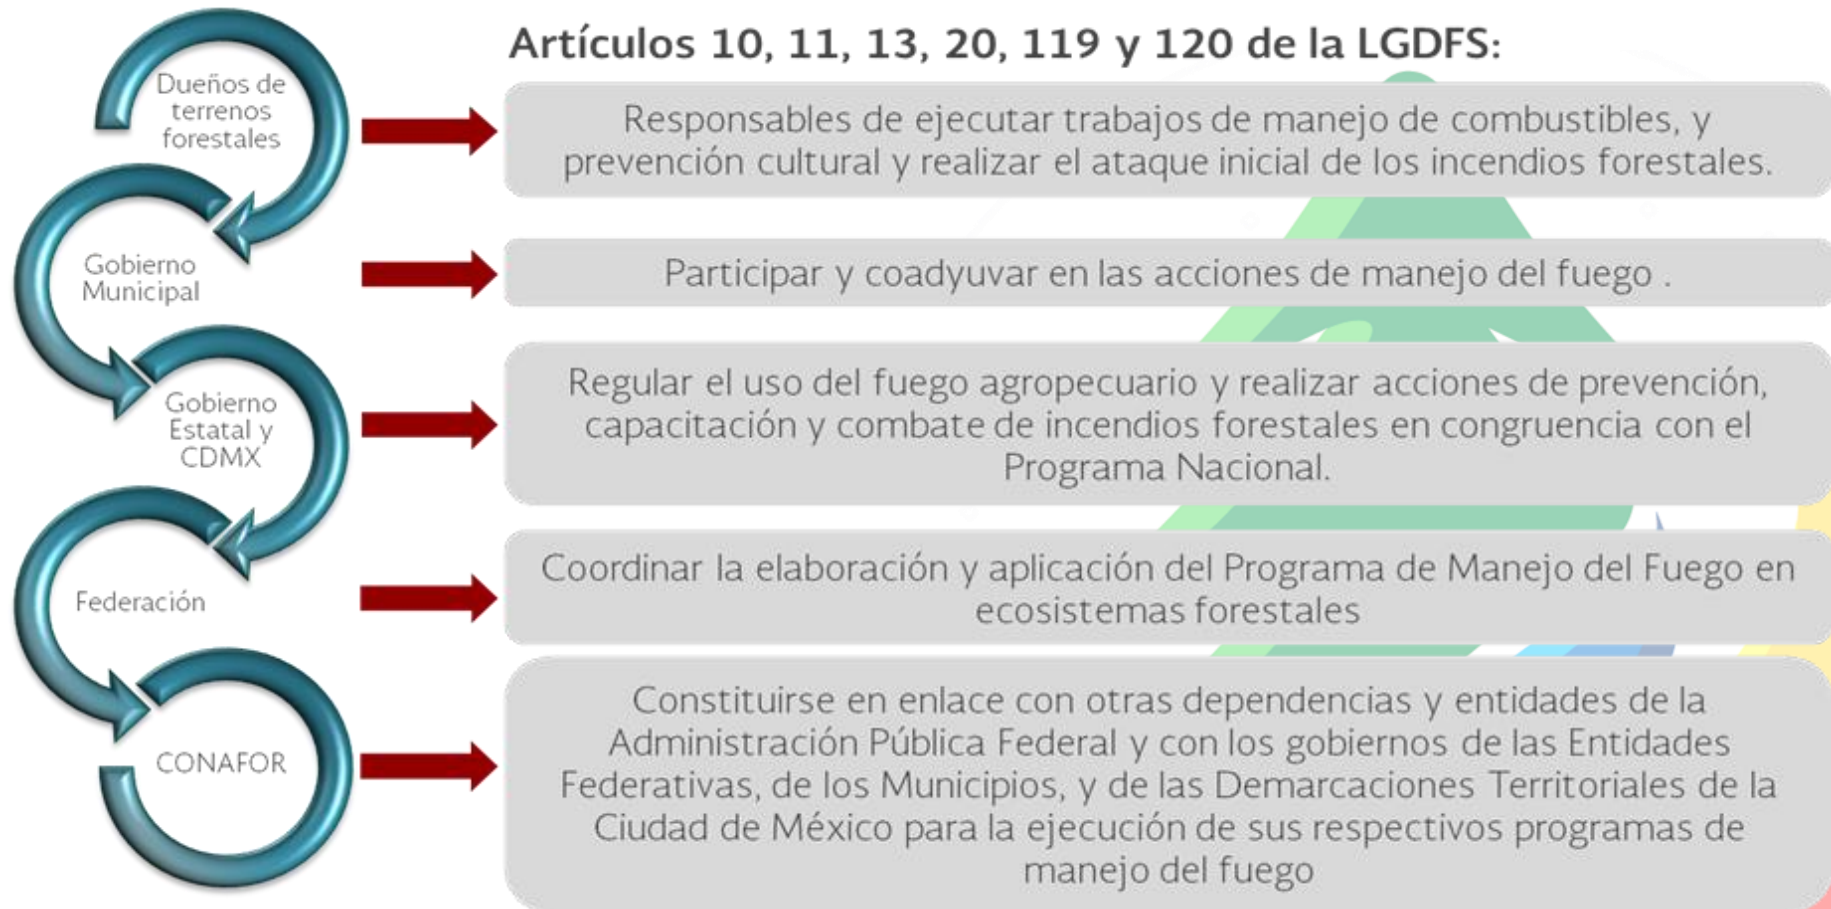 Artículos 10, 11, 13, 20, 119 y 120 de la LGDFS:
Dueños de
terrenos
forestales
Responsables de ejecutar trabajos de manejo de combustibles, y
prevención cultural y realizar el ataque inicial de los incendios forestales.
Gobierno
Municipal
Participar y coadyuvar en las acciones de manejo del fuego .
Gobierno
Estatal y
CDMX
Regular el uso del fuego agropecuario y realizar acciones de prevención,
capacitación y combate de incendios forestales en congruencia con el
Programa Nacional.
Federación
Coordinar la elaboración y aplicación del Programa de Manejo del Fuego en
ecosistemas forestales
CONAFOR
Constituirse en enlace con otras dependencias y entidades de la
Administración Pública Federal y con los gobiernos de las Entidades
Federativas, de los Municipios, y de las Demarcaciones Territoriales de la
Ciudad de México para la ejecución de sus respectivos programas de
manejo del fuego